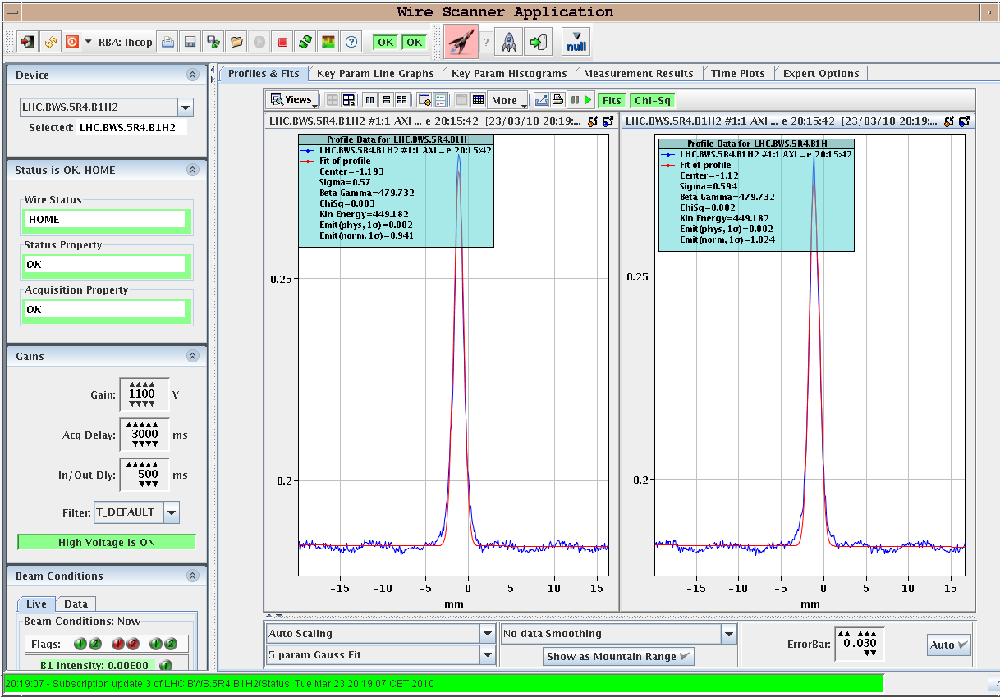 Wire Scanner Application
RBA: lhcop
OK OK
? null
Device
LHC.BWS.5R4.B1H2
Selected: LHC.BWS.5R4.B1H2
Status is OK, HOME
Wire Status
HOME
Status Property
OK
Acquisition Property
OK
Gains
Gain: 1100 V
Acq Delay: 3000 ms
In/Out Dly: 500 ms
Filter: T_DEFAULT
High Voltage is ON
Beam Conditions
Live Data
Beam Conditions: Now
Flags: 1 2 1 2 1 2
B1 Intensity: 0.00E00
Profiles & Fits Key Param Line Graphs Key Param Histograms Measurement Results Time Plots Expert Options
Views More Fits Chi-Sq
LHC.BWS.5R4.B1H2 #1:1 AXI ... e 20:15:42 [23/03/10 20:19:...
Profile Data for LHC.BWS.5R4.B1H
LHC.BWS.5R4.B1H2 #1:1 AXI ... e 20:15:42
Fit of profile
Center=-1.193
Sigma=0.57
Beta Gamma=479.732
ChiSq=0.003
Kin Energy=449.182
Emit(phys, 1σ)=0.002
Emit(norm, 1σ)=0.941
0.25
0.2
-15 -10 -5 0 5 10 15
mm
LHC.BWS.5R4.B1H2 #1:1 AXI ... e 20:15:42 [23/03/10 20:19:...
Profile Data for LHC.BWS.5R4.B1H
LHC.BWS.5R4.B1H2 #1:1 AXI ... e 20:15:42
Fit of profile
Center=-1.12
Sigma=0.594
Beta Gamma=479.732
ChiSq=0.002
Kin Energy=449.182
Emit(phys, 1σ)=0.002
Emit(norm, 1σ)=1.024
0.25
0.2
-15 -10 -5 0 5 10 15
mm
Auto Scaling
5 param Gauss Fit
No data Smoothing
Show as Mountain Range
ErrorBar: 0.030
Auto
20:19:07 - Subscription update 3 of LHC.BWS.5R4.B1H2/Status, Tue Mar 23 20:19:07 CET 2010